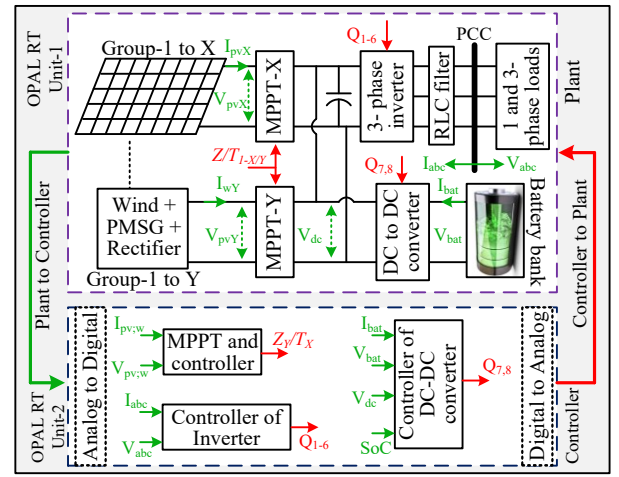 OPAL RT
Unit-1
Group-1 to X
I_pvX
V_pvX
MPPT-X
Q_1-6
3- phase
inverter
RLC filter
PCC
1 and 3-
phase loads
Plant
Z/T_1-X/Y
Q_7,8
I_abc
V_abc
Wind +
PMSG +
Rectifier
Group-1 to Y
I_wY
V_pvY
MPPT-Y
V_dc
DC to DC
converter
I_bat
V_bat
Battery bank
Plant to Controller
Controller to Plant
OPAL RT
Unit-2
Analog to Digital
I_pv;w
V_pv;w
MPPT and
controller
Z_Y/T_X
I_abc
V_abc
Controller of
Inverter
Q_1-6
I_bat
V_bat
V_dc
SoC
Controller of
DC-DC
converter
Q_7,8
Digital to Analog
Controller